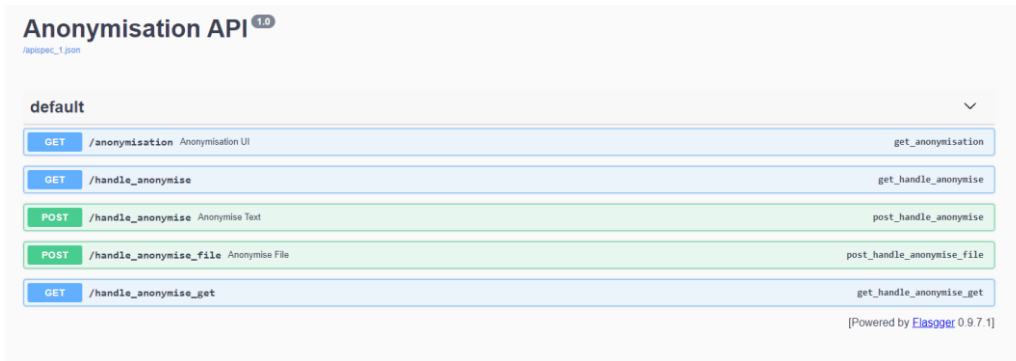 Anonymisation API 1.0
/apispec_1.json
default
GET /anonymisation Anonymisation UI get_anonymisation
GET /handle_anonymise get_handle_anonymise
POST /handle_anonymise Anonymise Text post_handle_anonymise
POST /handle_anonymise_file Anonymise File post_handle_anonymise_file
GET /handle_anonymise_get get_handle_anonymise_get
[Powered by Flasgger 0.9.7.1]